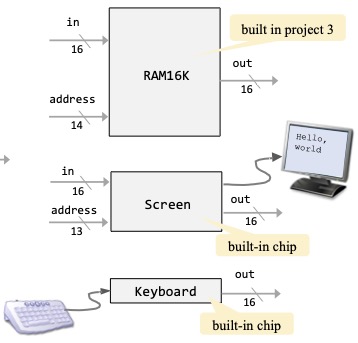 in
16
built in project 3
RAM16K
out
16
address
14
Hello,
world
in
16
out
16
address
13
Screen
built-in chip
out
16
Keyboard
built-in chip